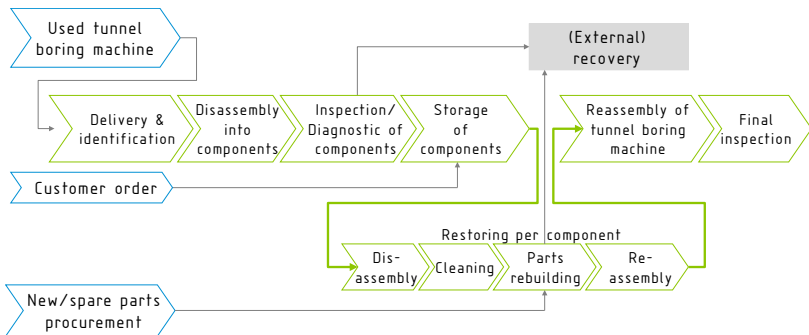 Used tunnel
boring machine
(External)
recovery
Delivery &
identification
Disassembly
into
components
Inspection/
Diagnostic of
components
Storage
of
components
Reassembly of
tunnel boring
machine
Final
inspection
Customer order
Restoring per component
Dis-
assembly
Cleaning
Parts
rebuilding
Re-
assembly
New/spare parts
procurement